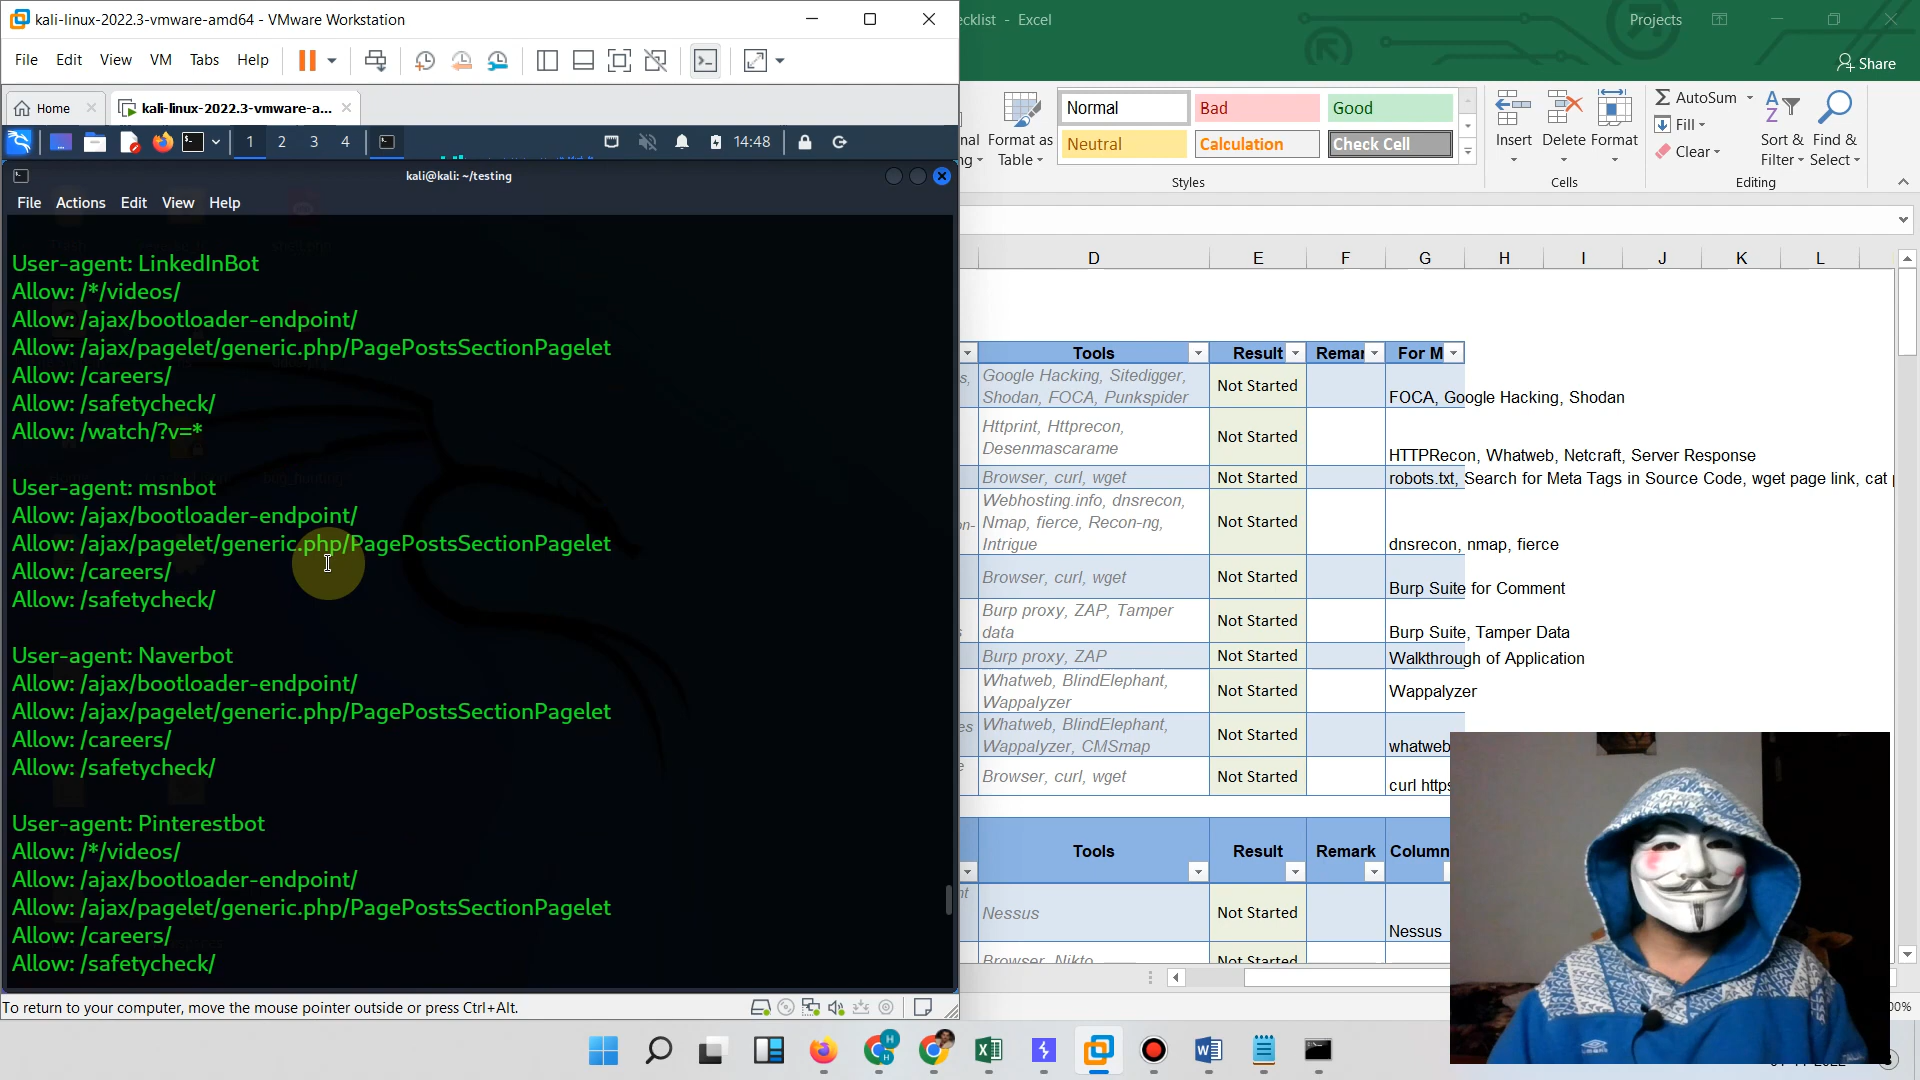 kali-linux-2022.3-vmware-amd64 - VMware Workstation
File Edit View VM Tabs Help
Home
kali-linux-2022.3-vmware-a...
1 2 3 4
14:48
kali@kali: ~/testing
File Actions Edit View Help
User-agent: LinkedInBot
Allow: /*/videos/
Allow: /ajax/bootloader-endpoint/
Allow: /ajax/pagelet/generic.php/PagePostsSectionPagelet
Allow: /careers/
Allow: /safetycheck/
Allow: /watch/?v=*
User-agent: msnbot
Allow: /ajax/bootloader-endpoint/
Allow: /ajax/pagelet/generic.php/PagePostsSectionPagelet
Allow: /careers/
Allow: /safetycheck/
User-agent: Naverbot
Allow: /ajax/bootloader-endpoint/
Allow: /ajax/pagelet/generic.php/PagePostsSectionPagelet
Allow: /careers/
Allow: /safetycheck/
User-agent: Pinterestbot
Allow: /*/videos/
Allow: /ajax/bootloader-endpoint/
Allow: /ajax/pagelet/generic.php/PagePostsSectionPagelet
Allow: /careers/
Allow: /safetycheck/
To return to your computer, move the mouse pointer outside or press Ctrl+Alt.
ecklist - Excel
Projects
Share
Format as
Table
Normal Bad Good
Neutral Calculation Check Cell
Styles
Insert Delete Format
Cells
AutoSum
Fill
Clear
Sort &
Filter
Find &
Select
Editing
D E F G H I J K L
Tools Result Remar For M
Google Hacking, Sitedigger,
Shodan, FOCA, Punkspider
Not Started
FOCA, Google Hacking, Shodan
Httprint, Httprecon,
Desenmascarame
Not Started
HTTPRecon, Whatweb, Netcraft, Server Response
Browser, curl, wget
Not Started
robots.txt, Search for Meta Tags in Source Code, wget page link, cat
Webhosting.info, dnsrecon,
Nmap, fierce, Recon-ng,
Intrigue
Not Started
dnsrecon, nmap, fierce
Browser, curl, wget
Not Started
Burp Suite for Comment
Burp proxy, ZAP, Tamper
data
Not Started
Burp Suite, Tamper Data
Burp proxy, ZAP
Not Started
Walkthrough of Application
Whatweb, BlindElephant,
Wappalyzer
Not Started
Wappalyzer
Whatweb, BlindElephant,
Wappalyzer, CMSmap
Not Started
whatweb
Browser, curl, wget
Not Started
curl https
Tools Result Remark Column
Nessus
Not Started
Nessus
Browser, Nikto,
Not Started
umbro